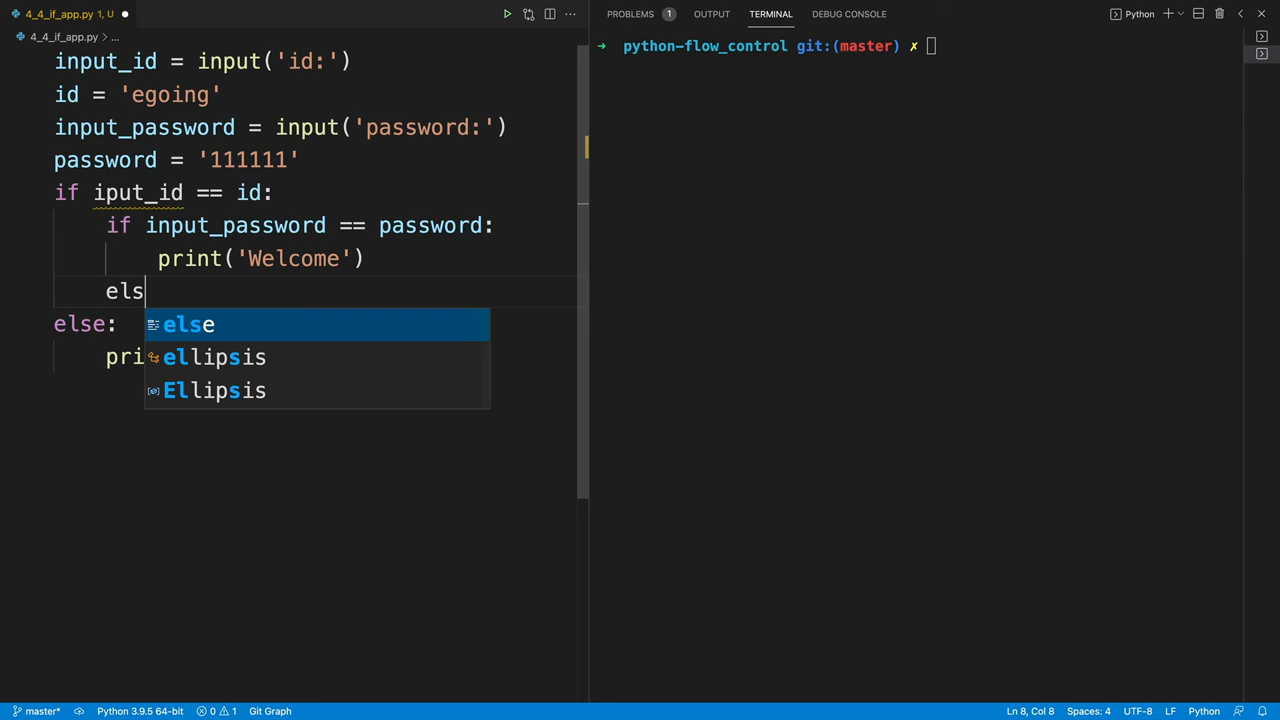 4_4_if_app.py 1, U
4_4_if_app.py > ...
input_id = input('id:')
id = 'egoing'
input_password = input('password:')
password = '111111'
if iput_id == id:
if input_password == password:
print('Welcome')
els
else
else:
ellipsis
pri
Ellipsis
PROBLEMS 1 OUTPUT TERMINAL DEBUG CONSOLE Python
→ python-flow_control git:(master) ✗
master* Python 3.9.5 64-bit 0 1 Git Graph Ln 8, Col 8 Spaces: 4 UTF-8 LF Python